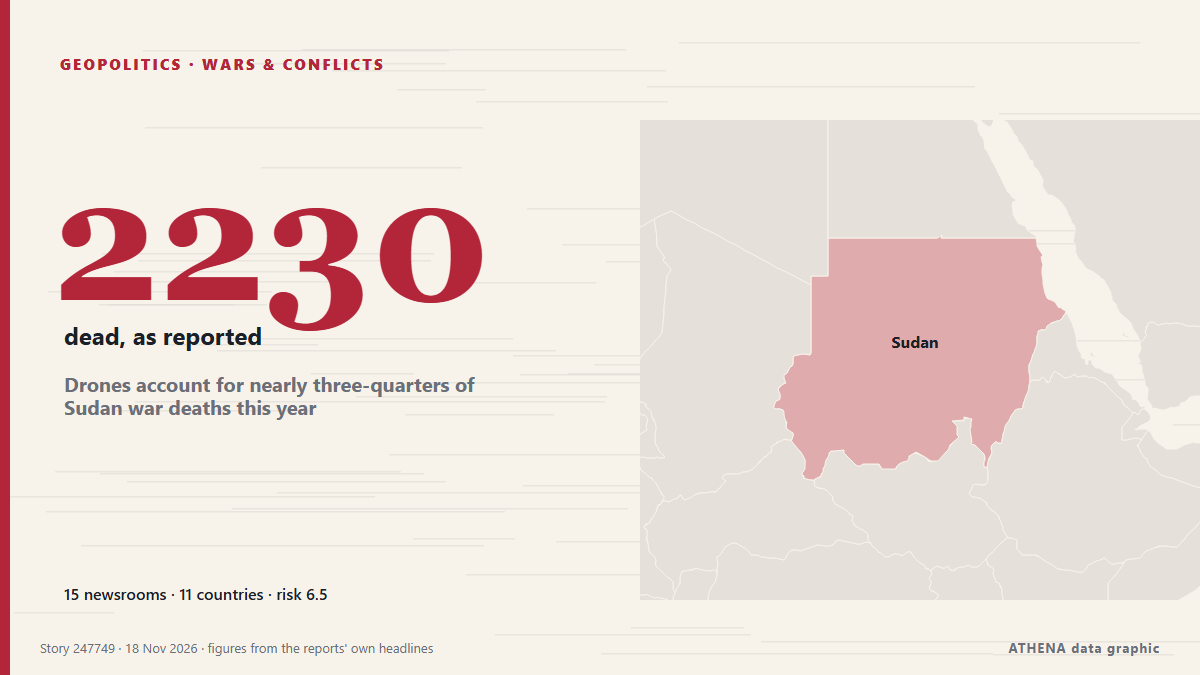 GEOPOLITICS · WARS & CONFLICTS
2230
dead, as reported
Drones account for nearly three-quarters of
Sudan war deaths this year
Sudan
15 newsrooms · 11 countries · risk 6.5
Story 247749 · 18 Nov 2026 · figures from the reports' own headlines
ATHENA data graphic